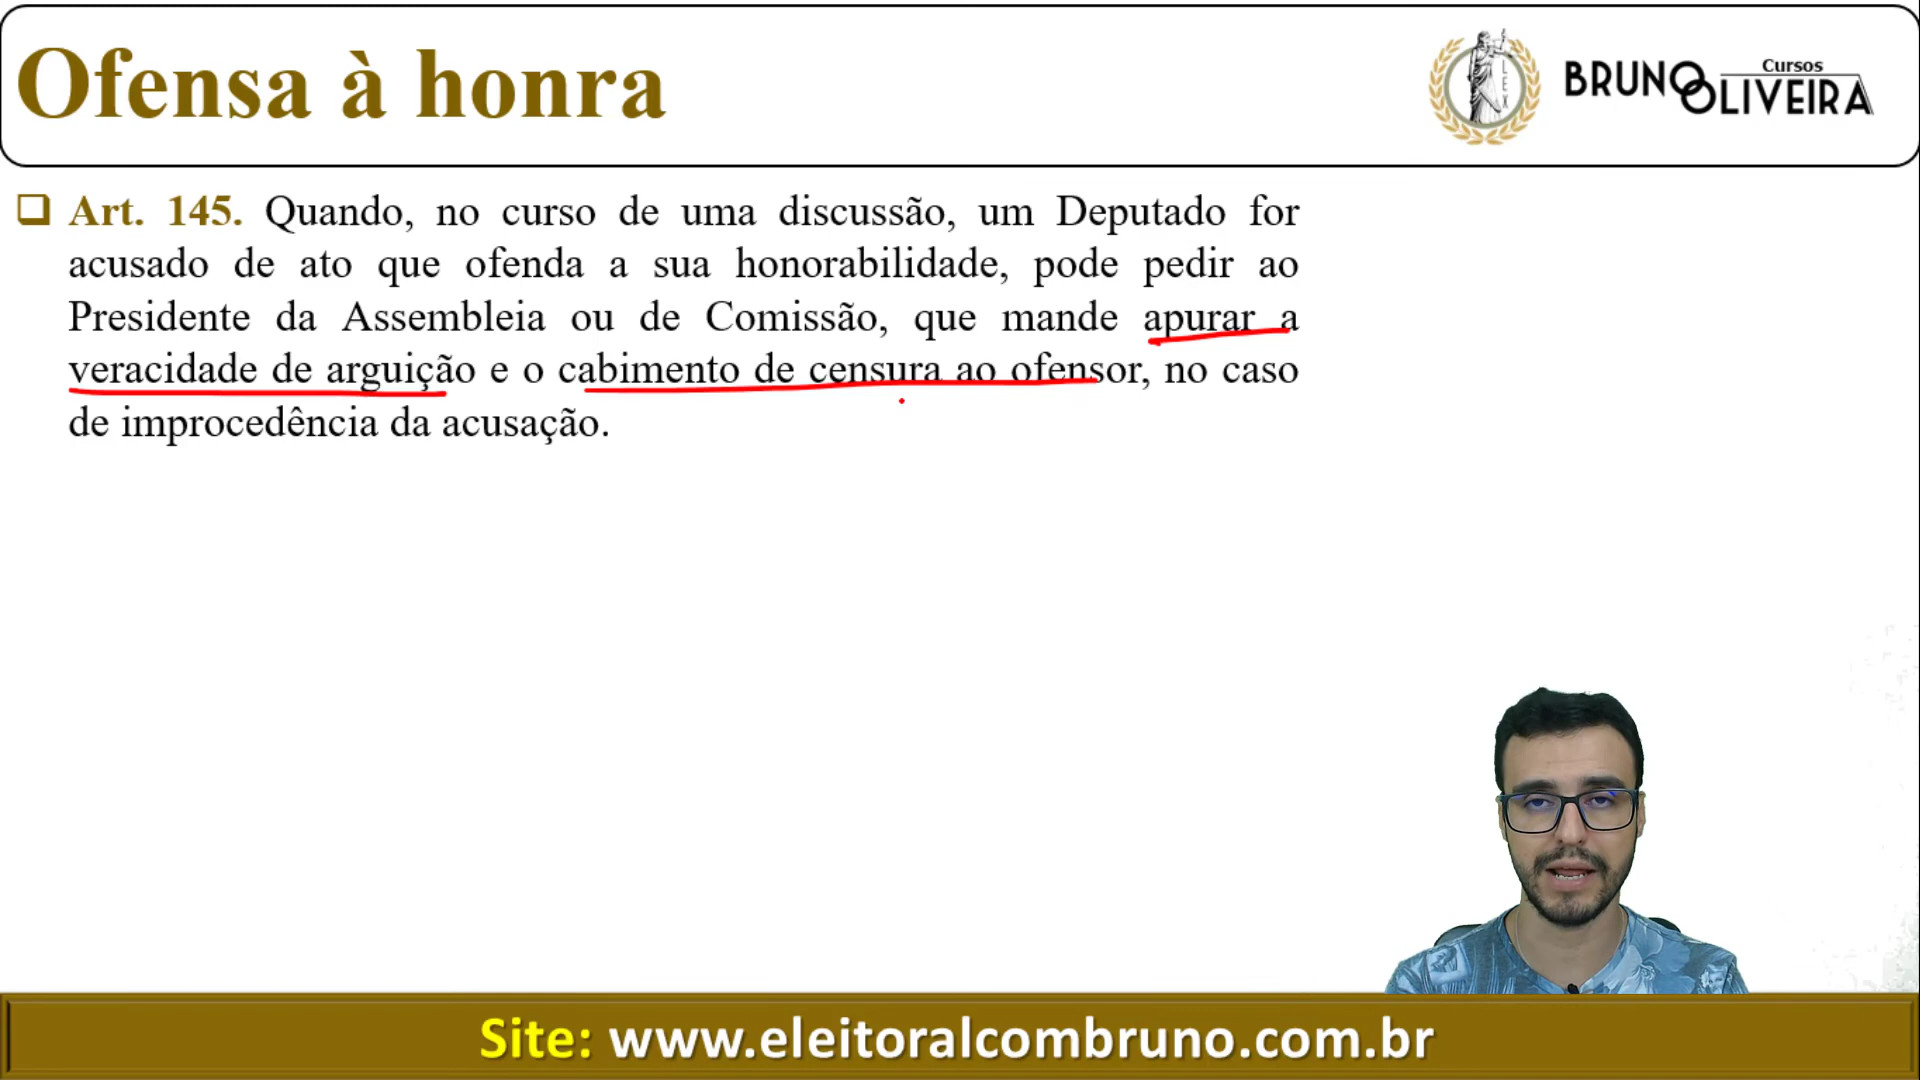 Ofensa à honra
LEX
Cursos
BRUNO OLIVEIRA
Art. 145. Quando, no curso de uma discussão, um Deputado for
acusado de ato que ofenda a sua honorabilidade, pode pedir ao
Presidente da Assembleia ou de Comissão, que mande apurar a
veracidade de arguição e o cabimento de censura ao ofensor, no caso
de improcedência da acusação.
Site: www.eleitoralcombruno.com.br